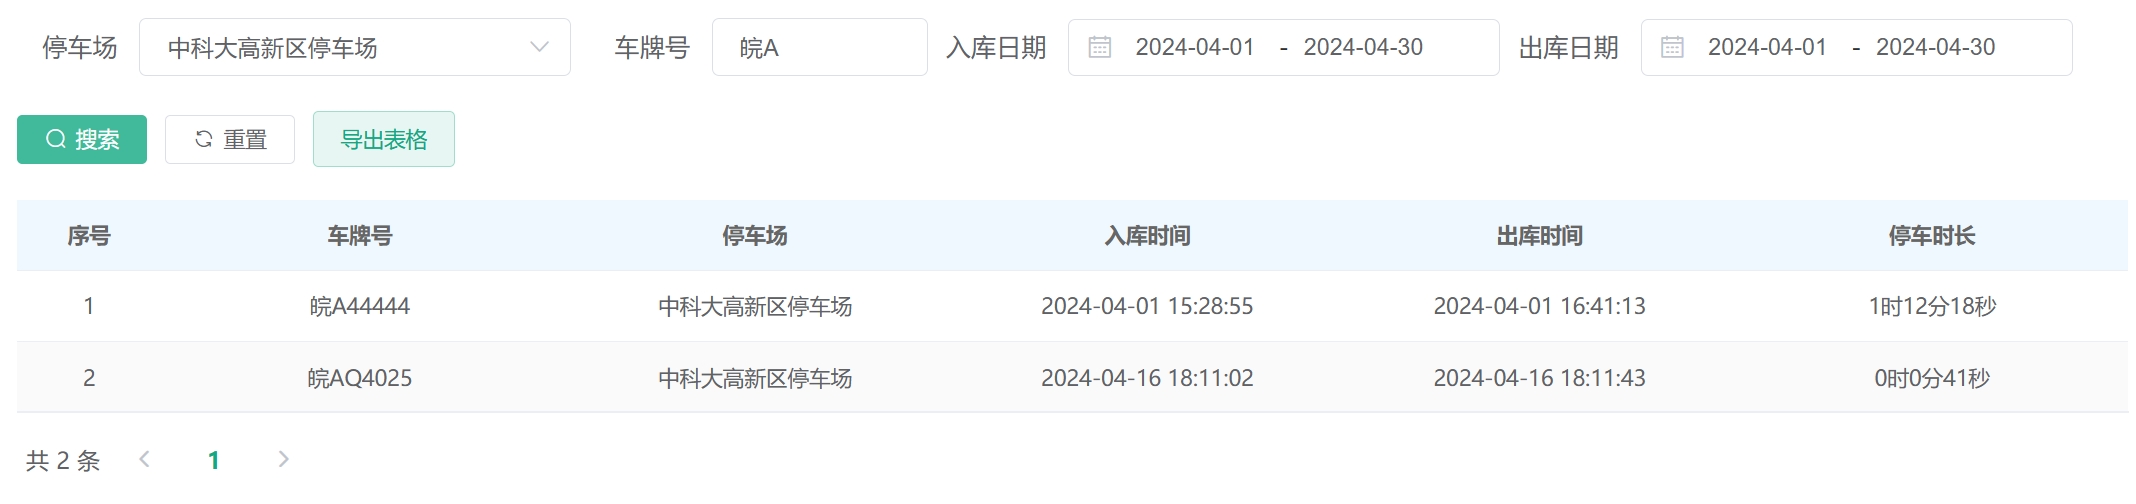 停车场 中科大高新区停车场 车牌号 皖A 入库日期 2024-04-01 - 2024-04-30 出库日期 2024-04-01 - 2024-04-30
搜索 重置 导出表格
序号 车牌号 停车场 入库时间 出库时间 停车时长
1 皖A44444 中科大高新区停车场 2024-04-01 15:28:55 2024-04-01 16:41:13 1时12分18秒
2 皖AQ4025 中科大高新区停车场 2024-04-16 18:11:02 2024-04-16 18:11:43 0时0分41秒
共 2 条 1